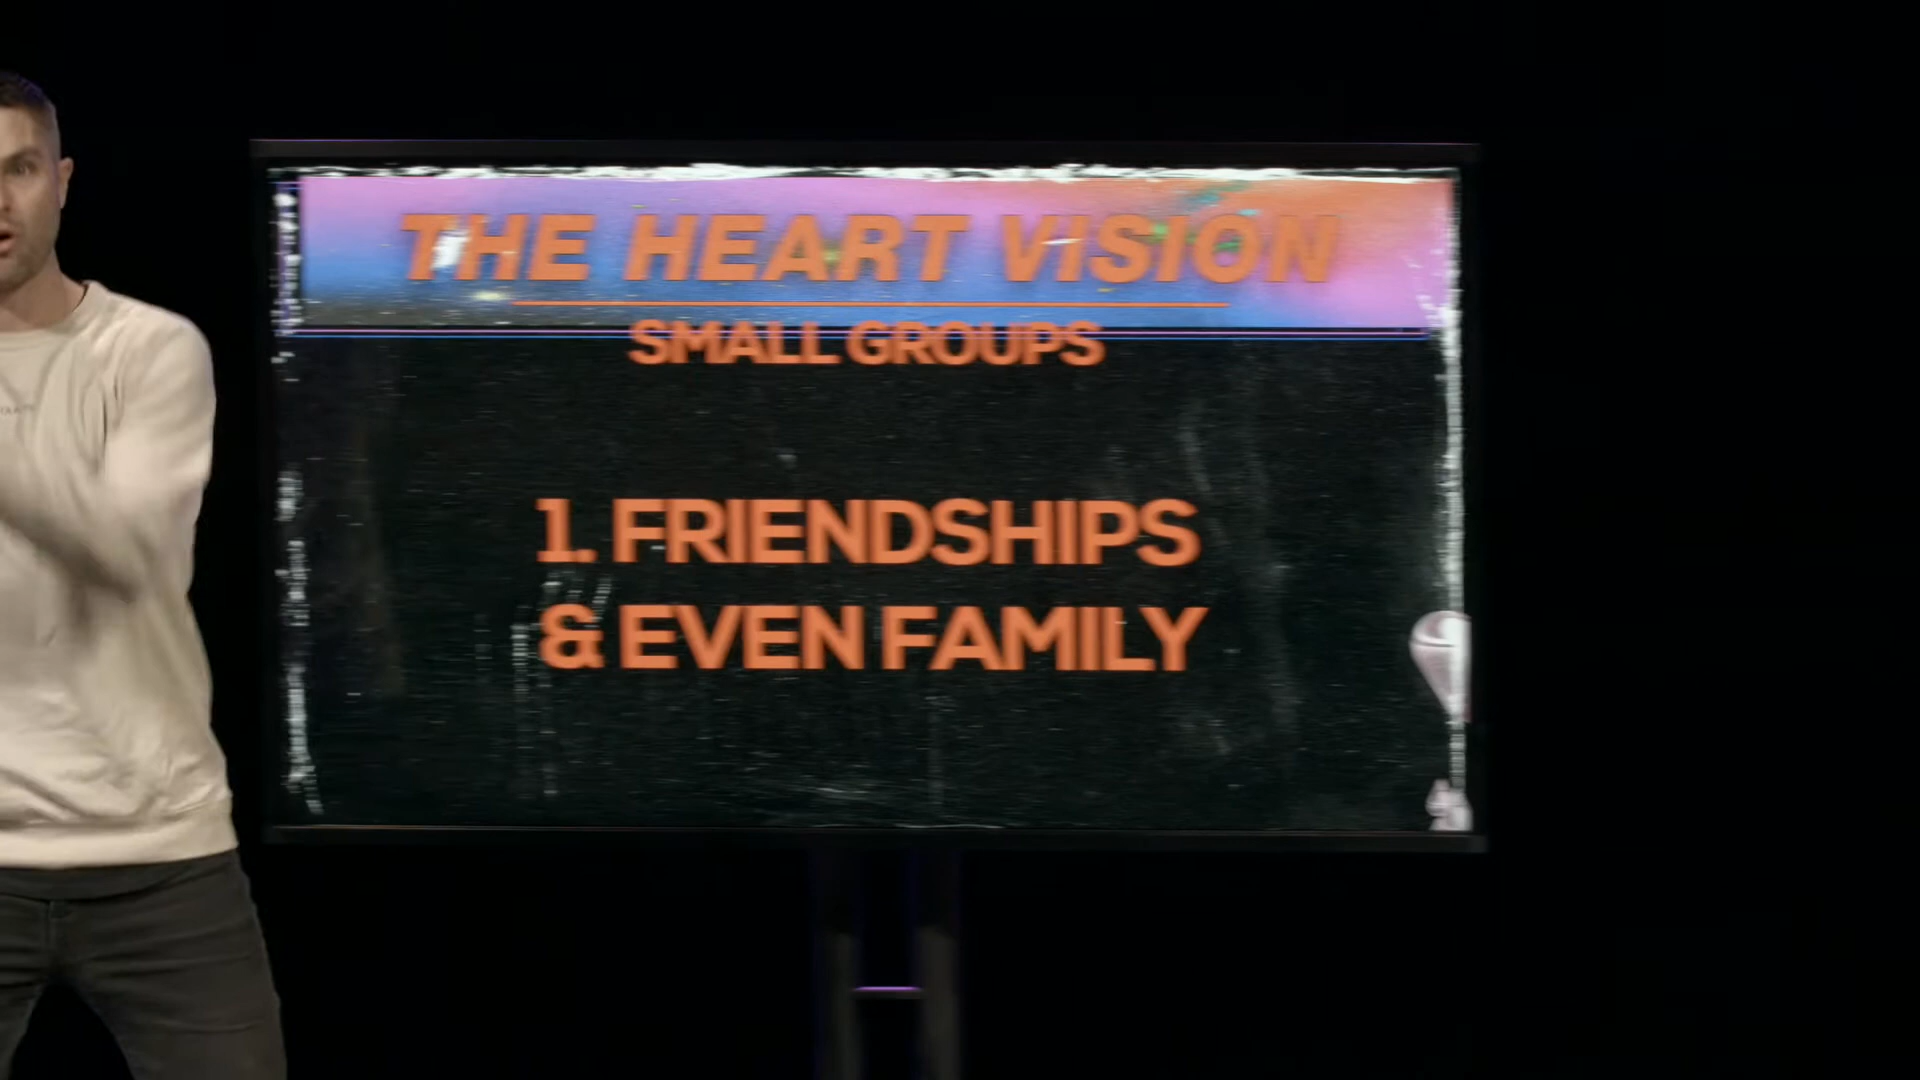 THE HEART VISION
SMALL GROUPS
1. FRIENDSHIPS
& EVEN FAMILY